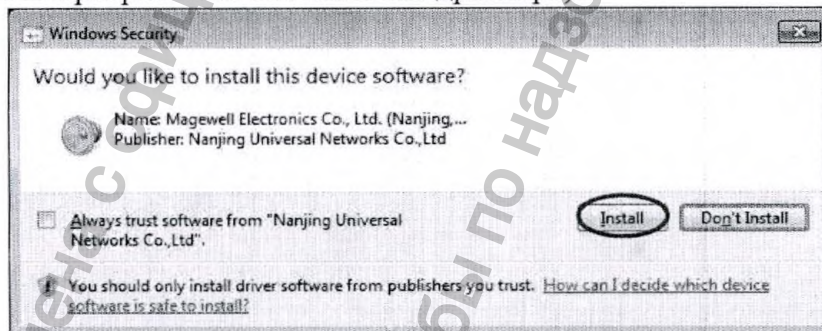 Windows Security
Would you like to install this device software?
Name: Magewell Electronics Co., Ltd. (Nanjing,...
Publisher: Nanjing Universal Networks Co.,Ltd
Always trust software from "Nanjing Universal
Networks Co.,Ltd".
Install
Don't Install
You should only install driver software from publishers you trust. How can I decide which device
software is safe to install?